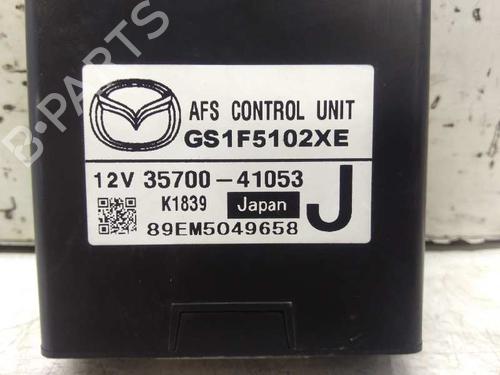 B-PARTS
AFS CONTROL UNIT
GS1F5102XE
12V 35700-41053
K1839 Japan J
89EM5049658